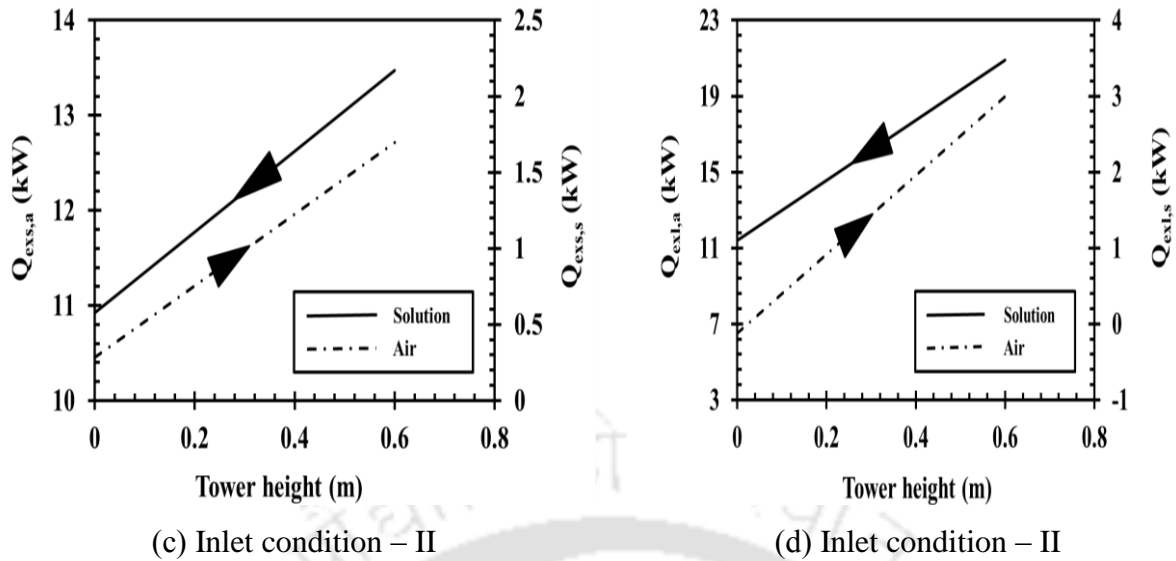 14
13
12
11
10
2.5
2
1.5
1
0.5
0
Qexs,a (kW)
Qexs,s (kW)
Solution
Air
0 0.2 0.4 0.6 0.8
Tower height (m)
(c) Inlet condition – II
23
19
15
11
7
3
4
3
2
1
0
-1
Qexl,a (kW)
Qexl,s (kW)
Solution
Air
0 0.2 0.4 0.6 0.8
Tower height (m)
(d) Inlet condition – II